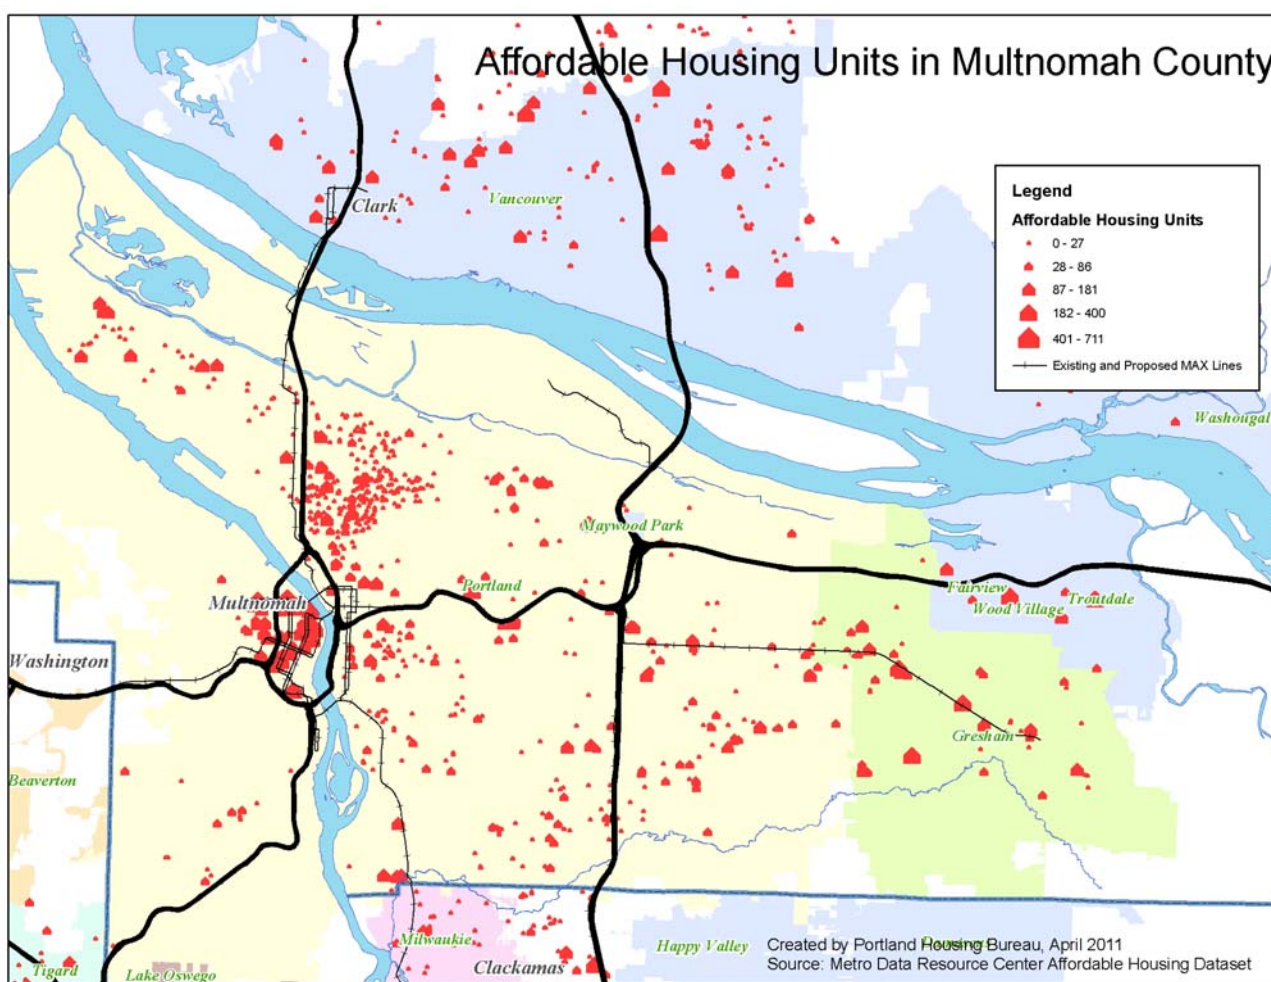 Affordable Housing Units in Multnomah County
Legend
Affordable Housing Units
0 - 27
28 - 86
87 - 181
182 - 400
401 - 711
Existing and Proposed MAX Lines
Vancouver
Clark
Washougal
Maywood Park
Portland
Multnomah
Fairview
Wood Village
Troutdale
Washington
Gresham
Beaverton
Milwaukie
Happy Valley
Clackamas
Tigard
Lake Oswego
Created by Portland Housing Bureau, April 2011
Source: Metro Data Resource Center Affordable Housing Dataset